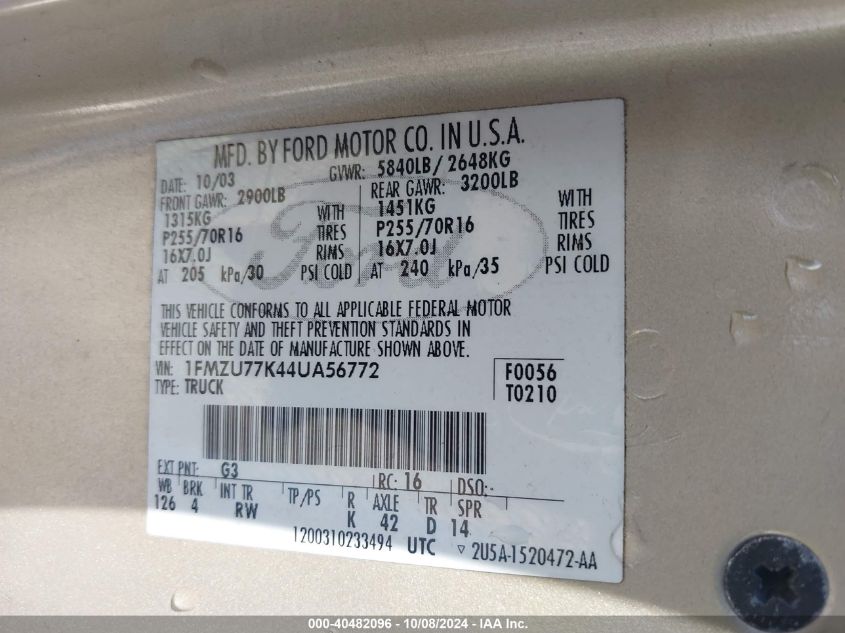 MFD. BY FORD MOTOR CO. IN U.S.A.
DATE: 10/03 GVWR: 5840LB/ 2648KG
FRONT GAWR: 2900LB REAR GAWR: 3200LB
1315KG WITH 1451KG WITH
P255/70R16 TIRES P255/70R16 TIRES
16X7.0J RIMS 16X7.0J RIMS
AT 205 kPa/30 PSI COLD AT 240 kPa/35 PSI COLD
Ford
THIS VEHICLE CONFORMS TO ALL APPLICABLE FEDERAL MOTOR
VEHICLE SAFETY AND THEFT PREVENTION STANDARDS IN
EFFECT ON THE DATE OF MANUFACTURE SHOWN ABOVE.
VIN: 1FMZU77K44UA56772 F0056
TYPE: TRUCK T0210
EXT PNT: G3 RC: 16 DSO:-
WB BRK INT TR TP/PS R AXLE TR SPR
126 4 RW K 42 D 14
1200310233494 UTC ▽ 2U5A-1520472-AA
000-40482096 - 10/08/2024 - IAA Inc.